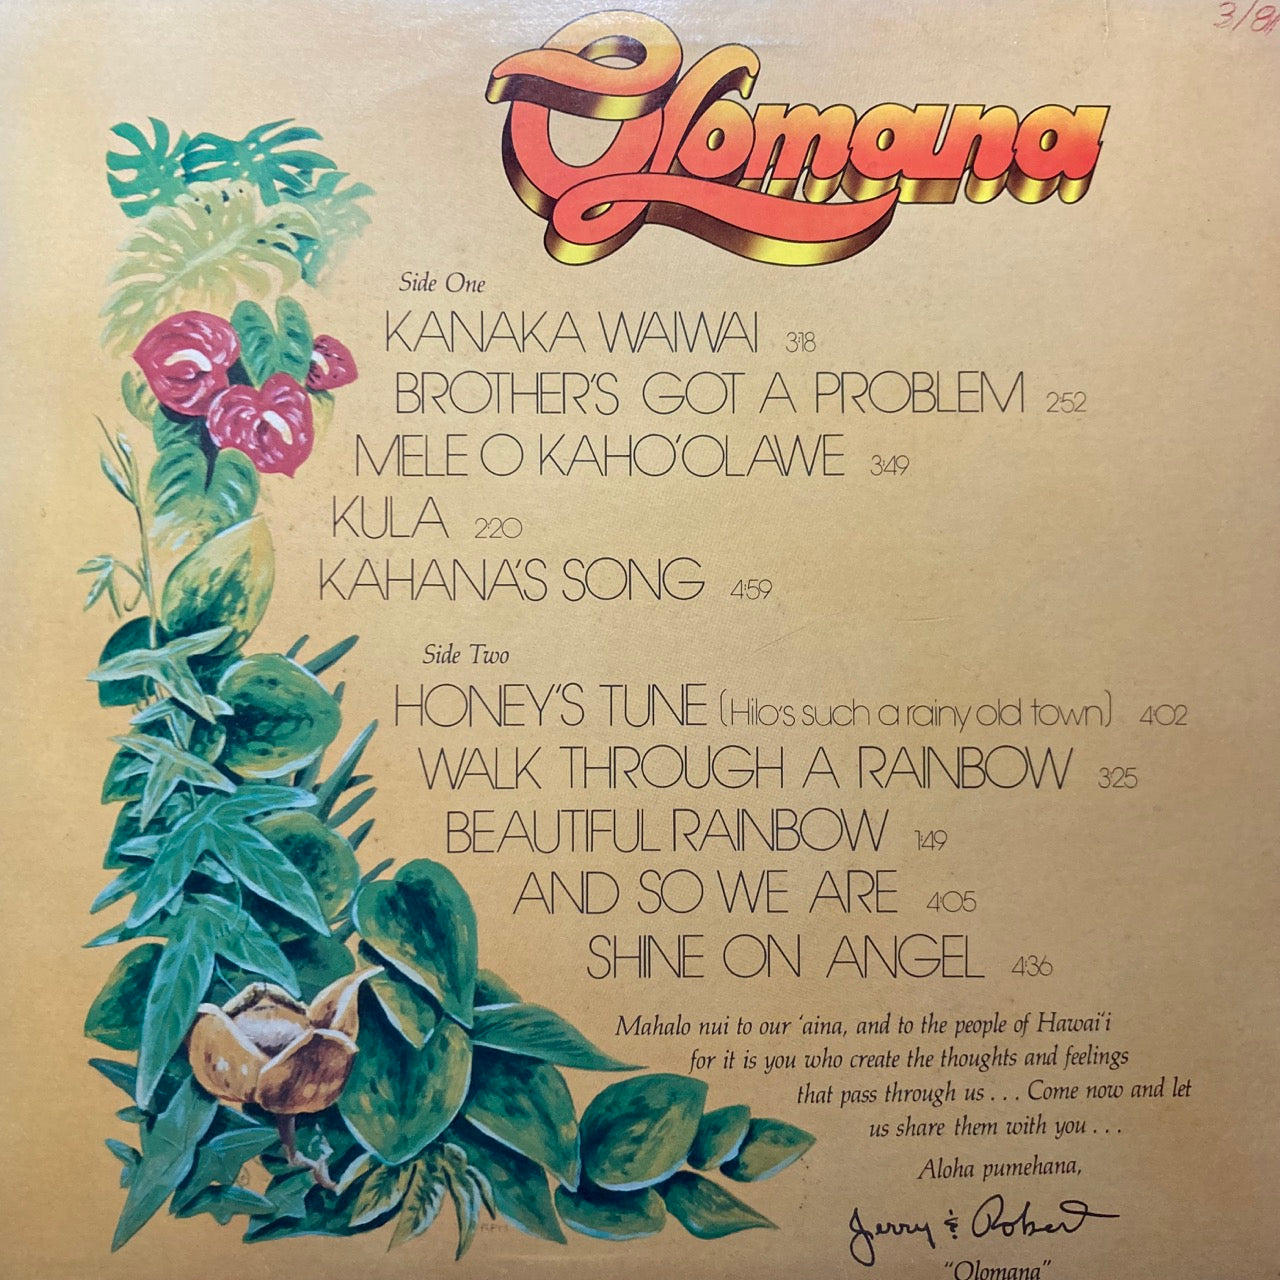 3/8
Olomana
Side One
KANAKA WAIWAI 3:18
BROTHER'S GOT A PROBLEM 2:52
MELE O KAHO'OLAWE 3:49
KULA 2:20
KAHANA'S SONG 4:59
Side Two
HONEY'S TUNE (Hilo's such a rainy old town) 4:02
WALK THROUGH A RAINBOW 3:25
BEAUTIFUL RAINBOW 1:49
AND SO WE ARE 4:05
SHINE ON ANGEL 4:36
Mahalo nui to our 'aina, and to the people of Hawai'i
for it is you who create the thoughts and feelings
that pass through us . . . Come now and let
us share them with you . . .
Aloha pumehana,
Jerry & Robert
"Olomana"